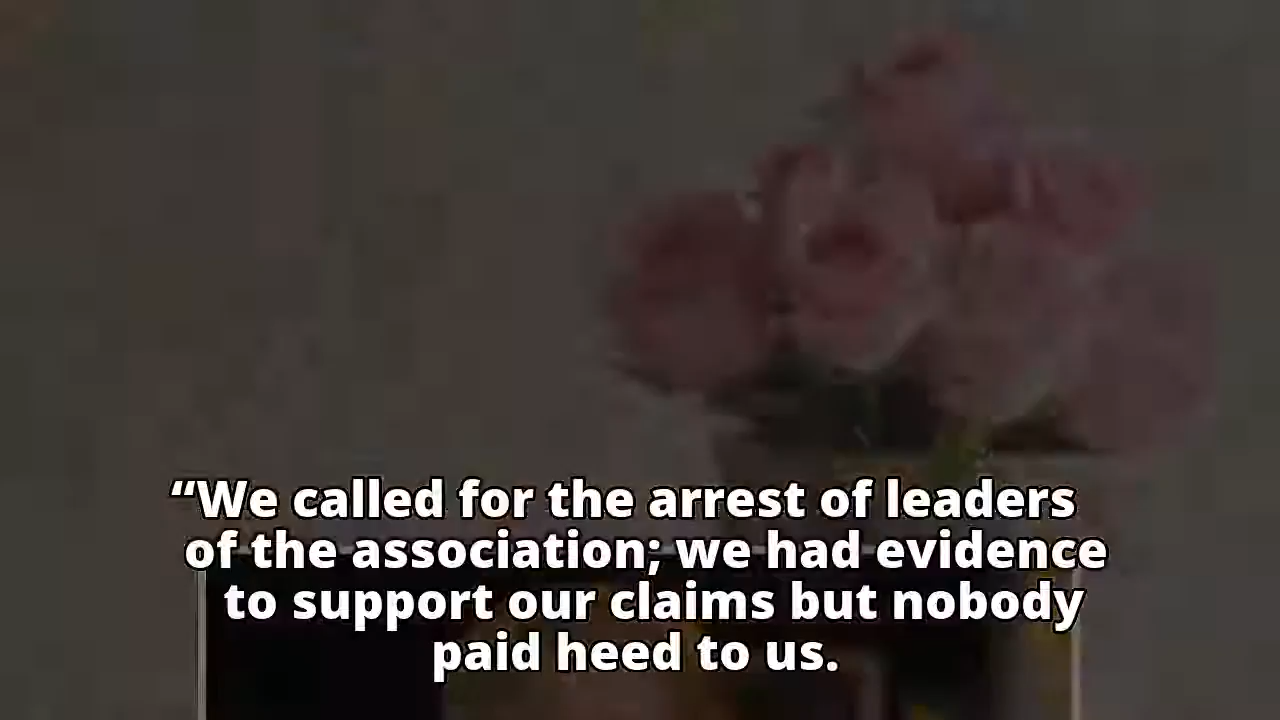 “We called for the arrest of leaders
of the association; we had evidence
to support our claims but nobody
paid heed to us.